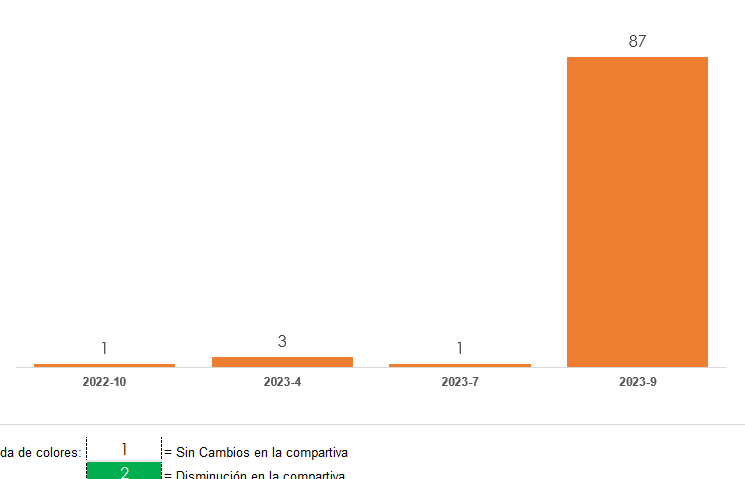 87
3
1
1
2022-10 2023-4 2023-7 2023-9
da de colores: 1 = Sin Cambios en la compartiva
2 = Disminución en la compartiva